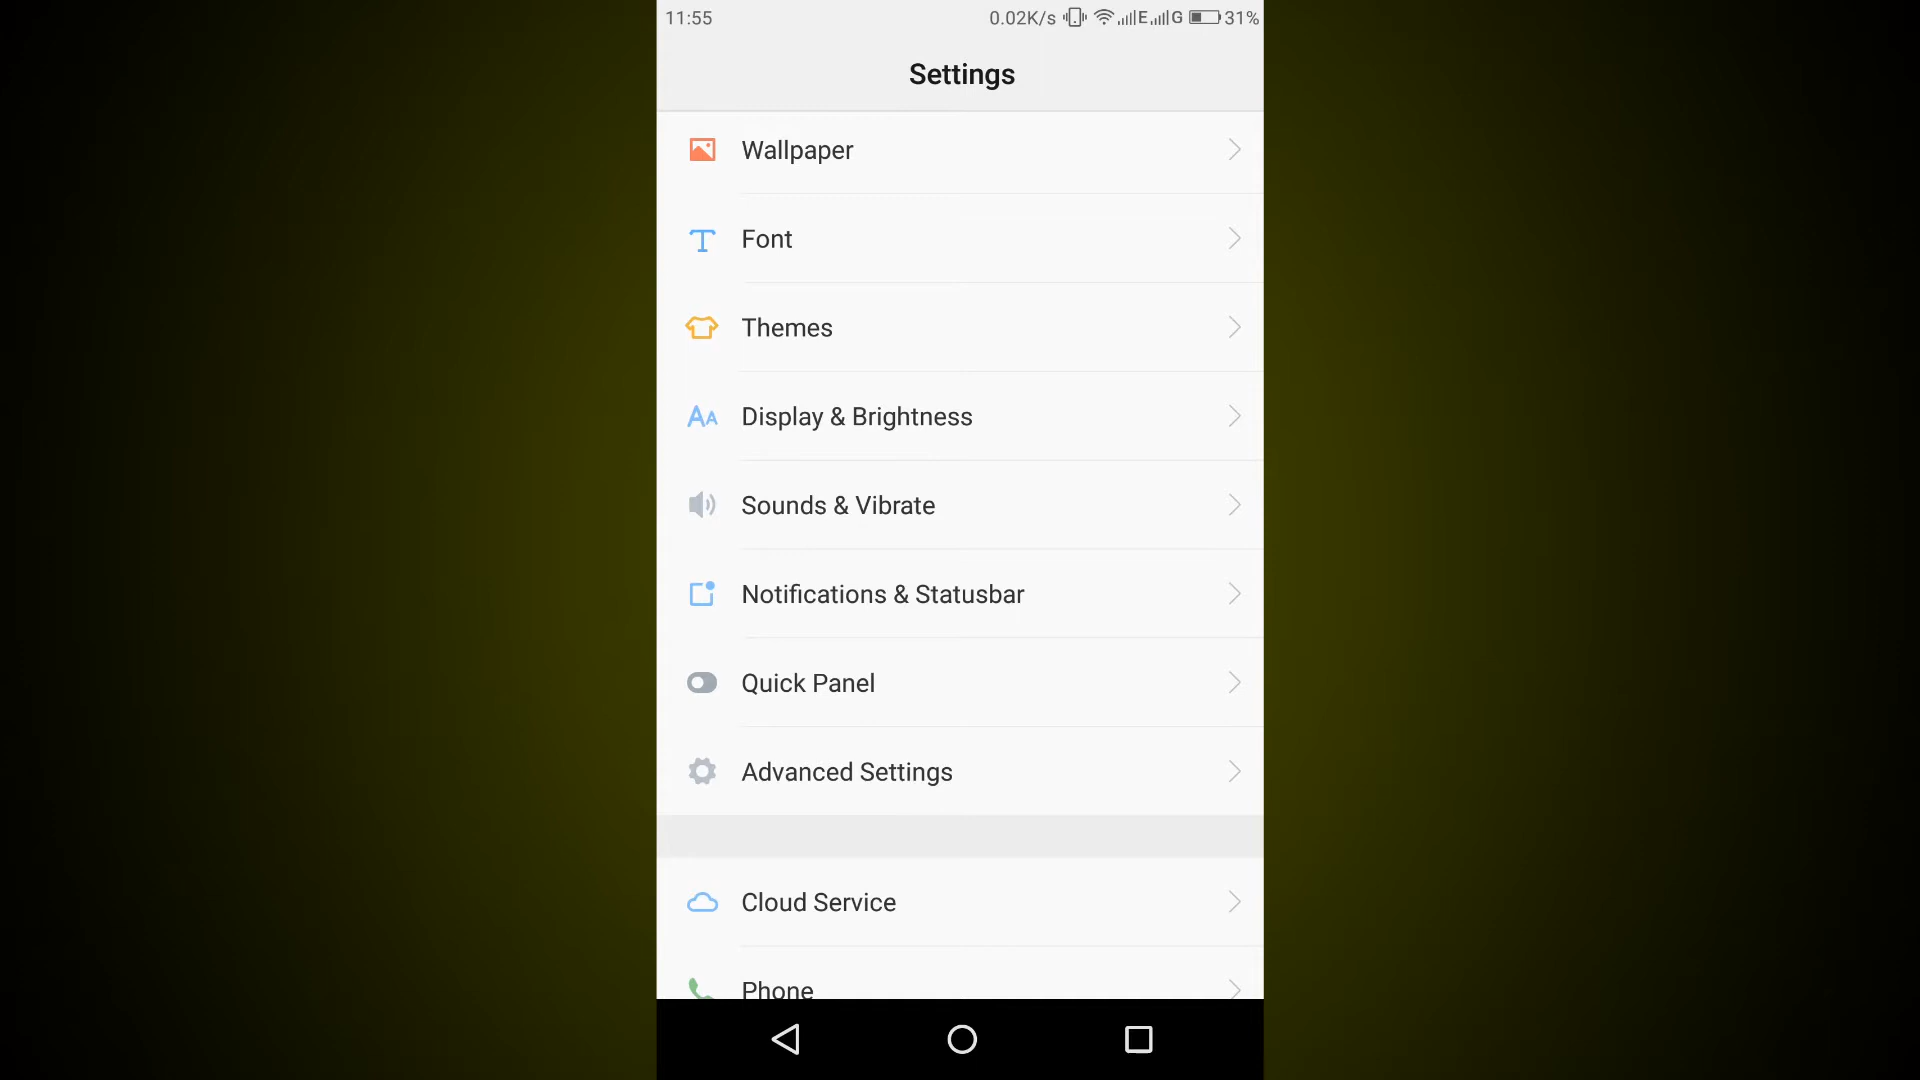 11:55 0.02K/s E G 31%
Settings
Wallpaper
Font
Themes
Display & Brightness
Sounds & Vibrate
Notifications & Statusbar
Quick Panel
Advanced Settings
Cloud Service
Phone